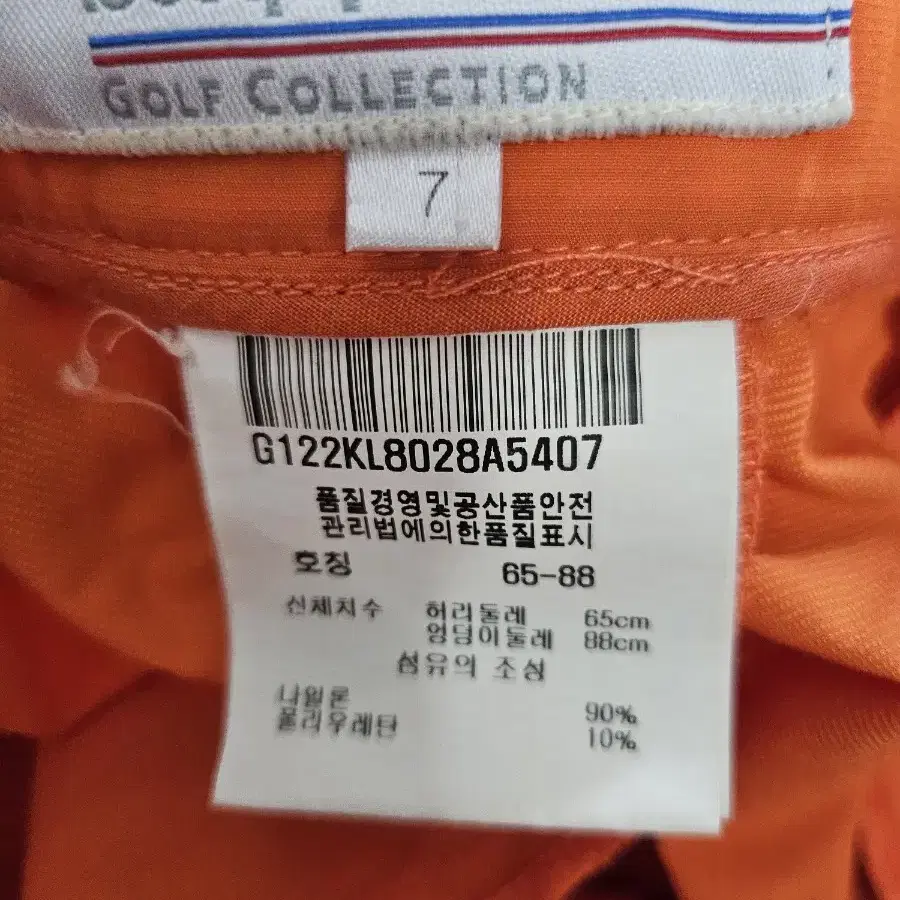 GOLF COLLECTION
7
G122KL8028A5407
품질경영및공산품안전
관리법에의한품질표시
호칭 65-88
신체치수 허리둘레 65cm
엉덩이둘레 88cm
섬유의 조성
나일론 90%
폴리우레탄 10%